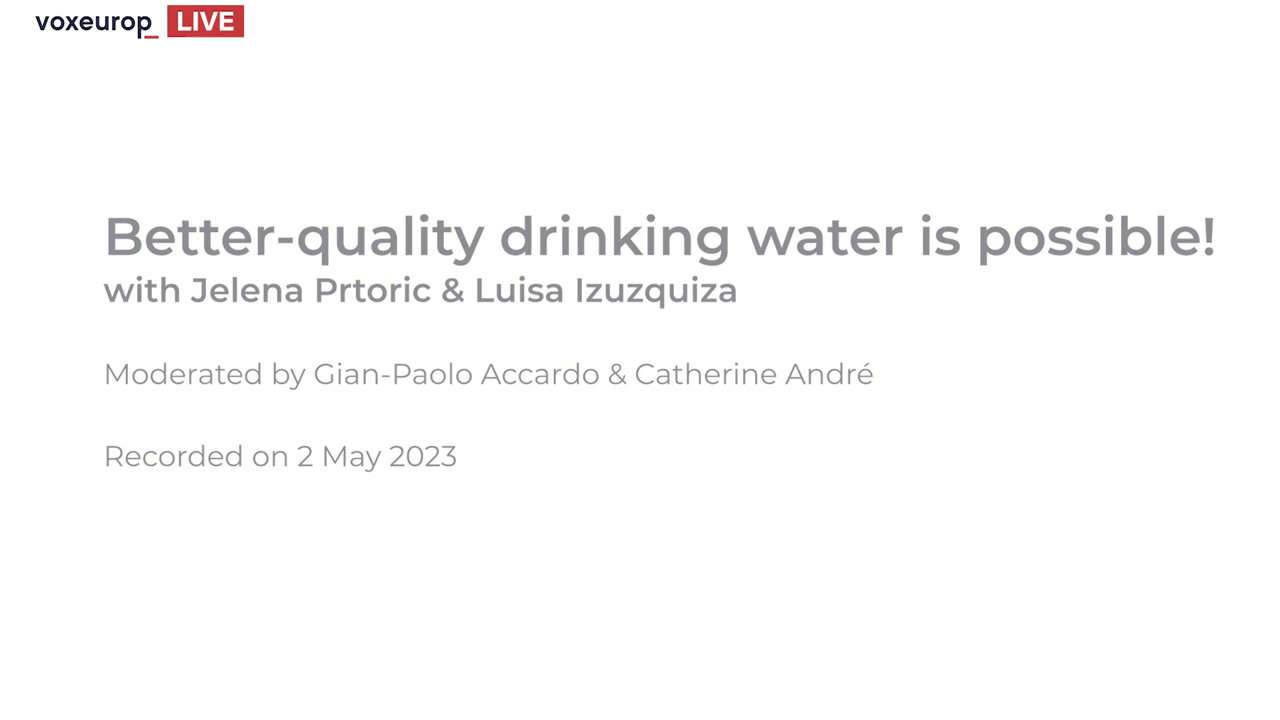 voxeurop_ LIVE
Better-quality drinking water is possible!
with Jelena Prtoric & Luisa Izuzquiza
Moderated by Gian-Paolo Accardo & Catherine André
Recorded on 2 May 2023